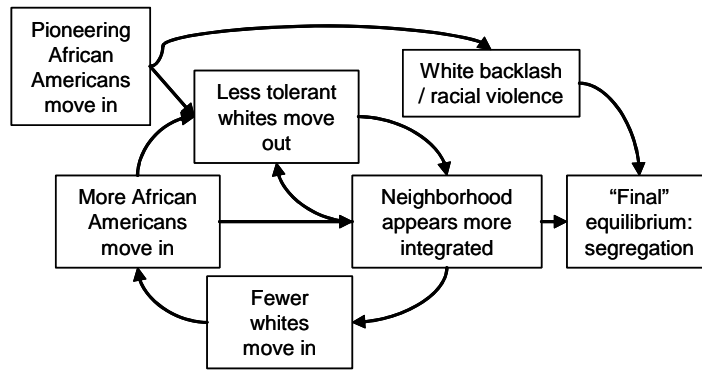 Pioneering
African
Americans
move in
White backlash
/ racial violence
Less tolerant
whites move
out
More African
Americans
move in
Neighborhood
appears more
integrated
“Final”
equilibrium:
segregation
Fewer
whites
move in